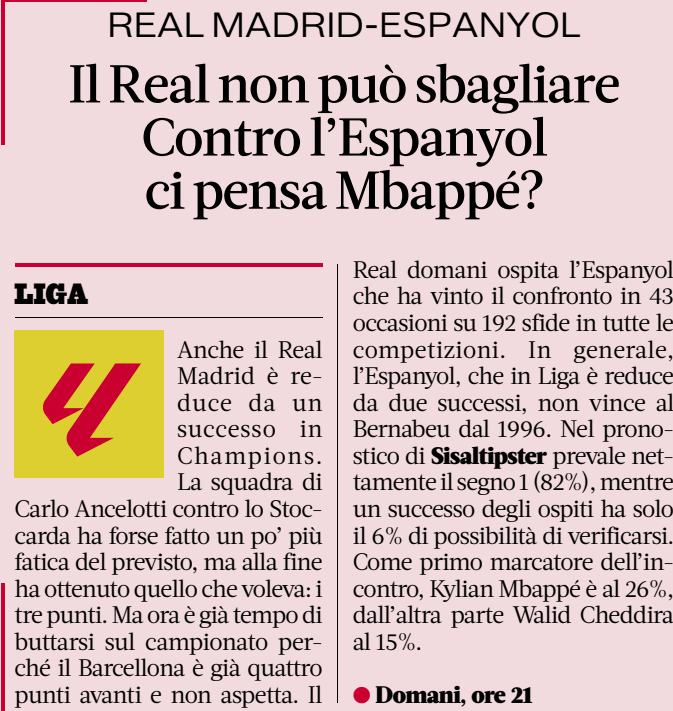 REAL MADRID-ESPANYOL
Il Real non può sbagliare
Contro l'Espanyol
ci pensa Mbappé?
LIGA
Anche il Real
Madrid è re-
duce da un
successo in
Champions.
La squadra di
Carlo Ancelotti contro lo Stoc-
carda ha forse fatto un po' più
fatica del previsto, ma alla fine
ha ottenuto quello che voleva: i
tre punti. Ma ora è già tempo di
buttarsi sul campionato per-
ché il Barcellona è già quattro
punti avanti e non aspetta. Il
Real domani ospita l'Espanyol
che ha vinto il confronto in 43
occasioni su 192 sfide in tutte le
competizioni. In generale,
l'Espanyol, che in Liga è reduce
da due successi, non vince al
Bernabeu dal 1996. Nel prono-
stico di Sisaltipster prevale net-
tamente il segno 1 (82%), mentre
un successo degli ospiti ha solo
il 6% di possibilità di verificarsi.
Come primo marcatore dell'in-
contro, Kylian Mbappé è al 26%,
dall'altra parte Walid Cheddira
al 15%.
● Domani, ore 21